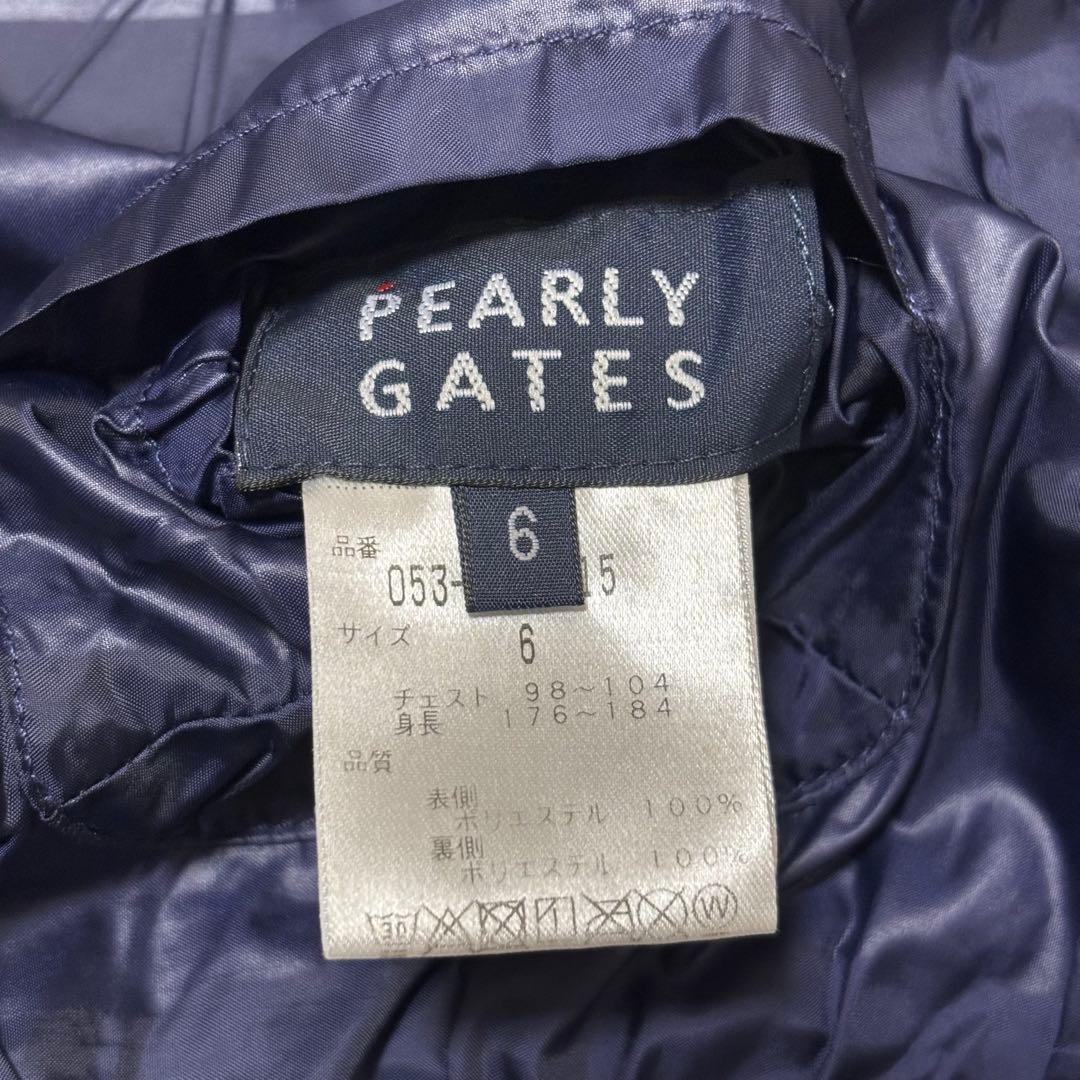 PEARLY
GATES
6
品番
053- 15
サイズ
6
チェスト 98～104
身長 176～184
品質
表側
ポリエステル 100%
裏側
ポリエステル 100%
30
W